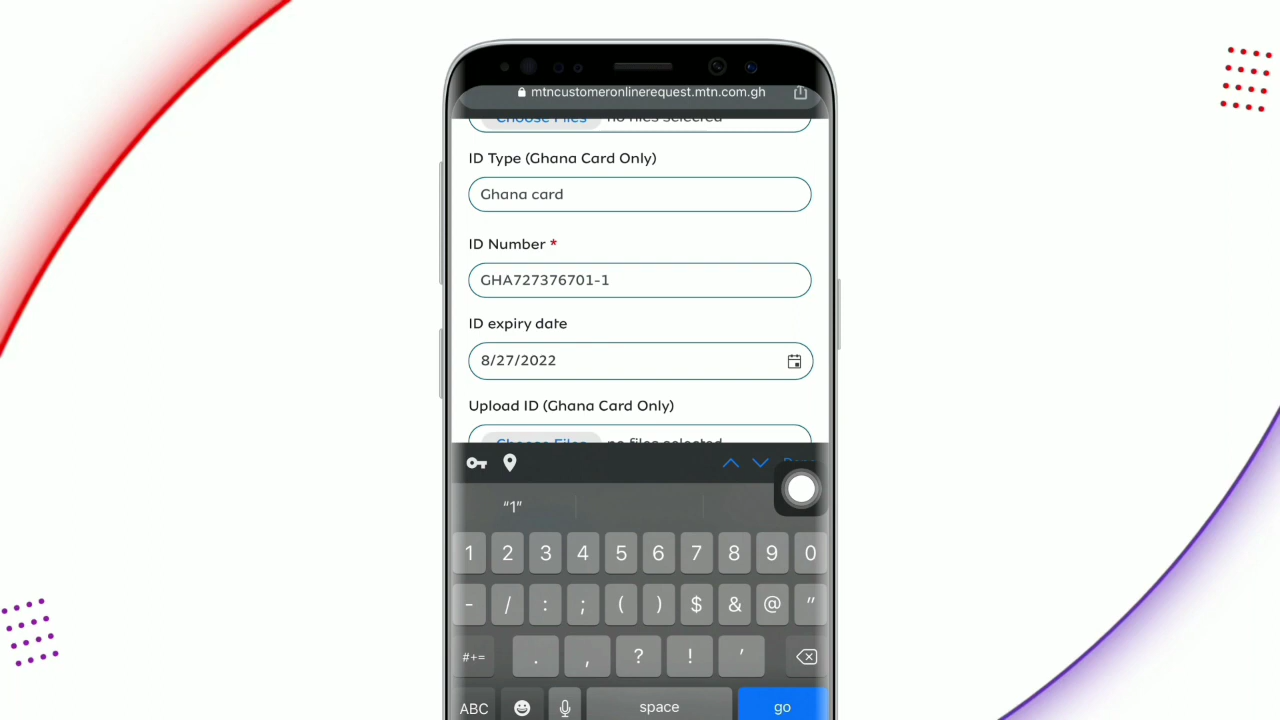 mtncustomeronlinerequest.mtn.com.gh
Choose Files no files selected
ID Type (Ghana Card Only)
Ghana card
ID Number *
GHA727376701-1
ID expiry date
8/27/2022
Upload ID (Ghana Card Only)
Choose Files no files selected
“1”
1 2 3 4 5 6 7 8 9 0
- / : ; ( ) $ & @ "
#+= . , ? ! '
ABC space go